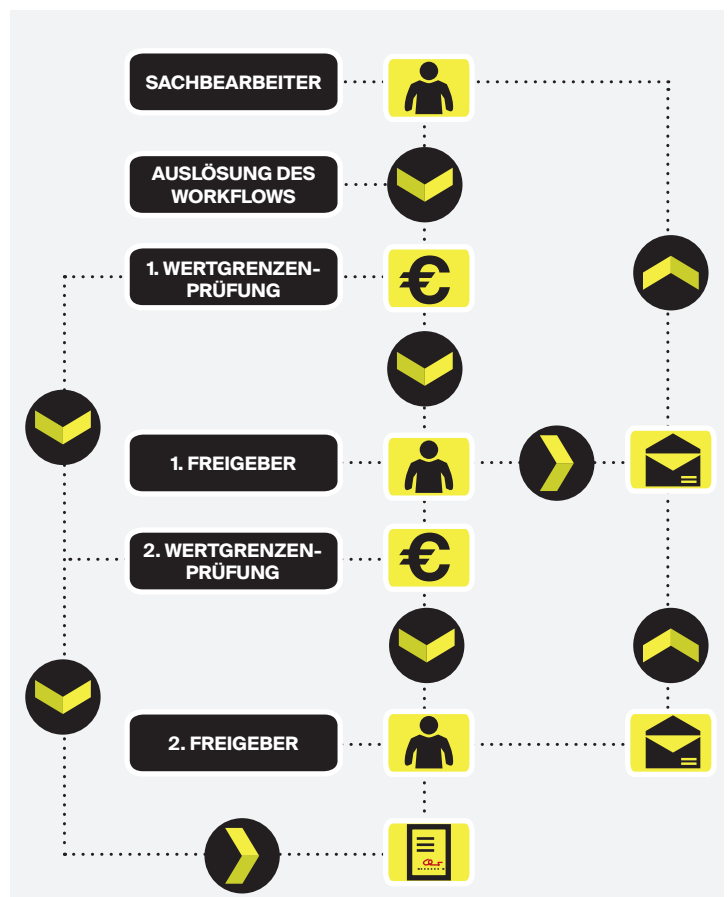 SACHBEARBEITER
AUSLÖSUNG DES
WORKFLOWS
1. WERTGRENZEN-
PRÜFUNG
€
1. FREIGEBER
2. WERTGRENZEN-
PRÜFUNG
€
2. FREIGEBER